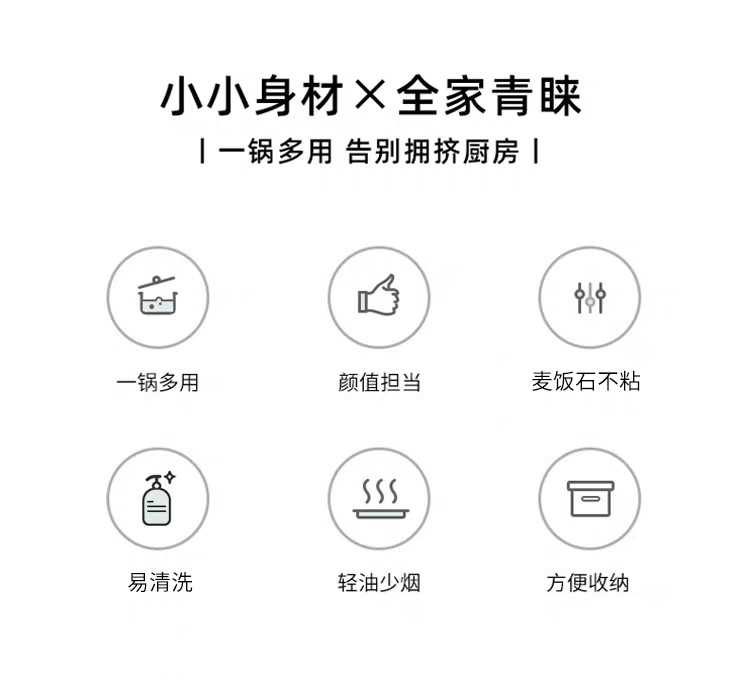 小小身材×全家青睐
| 一锅多用 告别拥挤厨房 |
一锅多用
颜值担当
麦饭石不粘
易清洗
轻油少烟
方便收纳